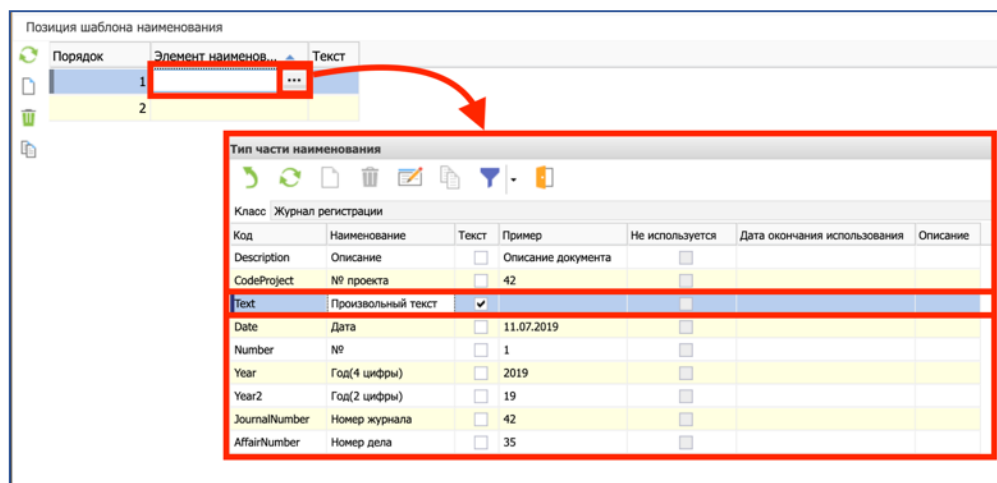 Позиция шаблона наименования
Порядок Элемент наименов... Текст
1 ...
2
Тип части наименования
Класс Журнал регистрации
Код Наименование Текст Пример Не используется Дата окончания использования Описание
Description Описание Описание документа
CodeProject № проекта 42
Text Произвольный текст
Date Дата 11.07.2019
Number № 1
Year Год(4 цифры) 2019
Year2 Год(2 цифры) 19
JournalNumber Номер журнала 42
AffairNumber Номер дела 35